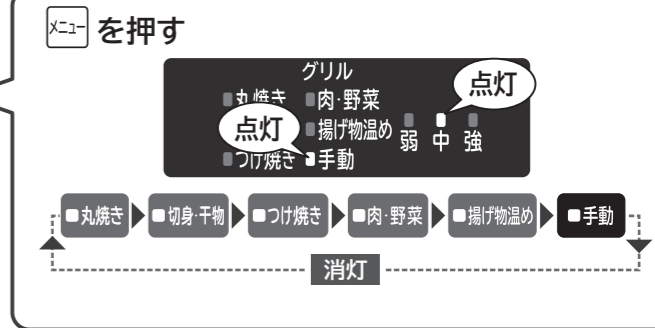 メニュー を押す
グリル
丸焼き 肉・野菜
点灯
点灯 揚げ物温め 弱 中 強
つけ焼き 手動
丸焼き 切身・干物 つけ焼き 肉・野菜 揚げ物温め 手動
消灯